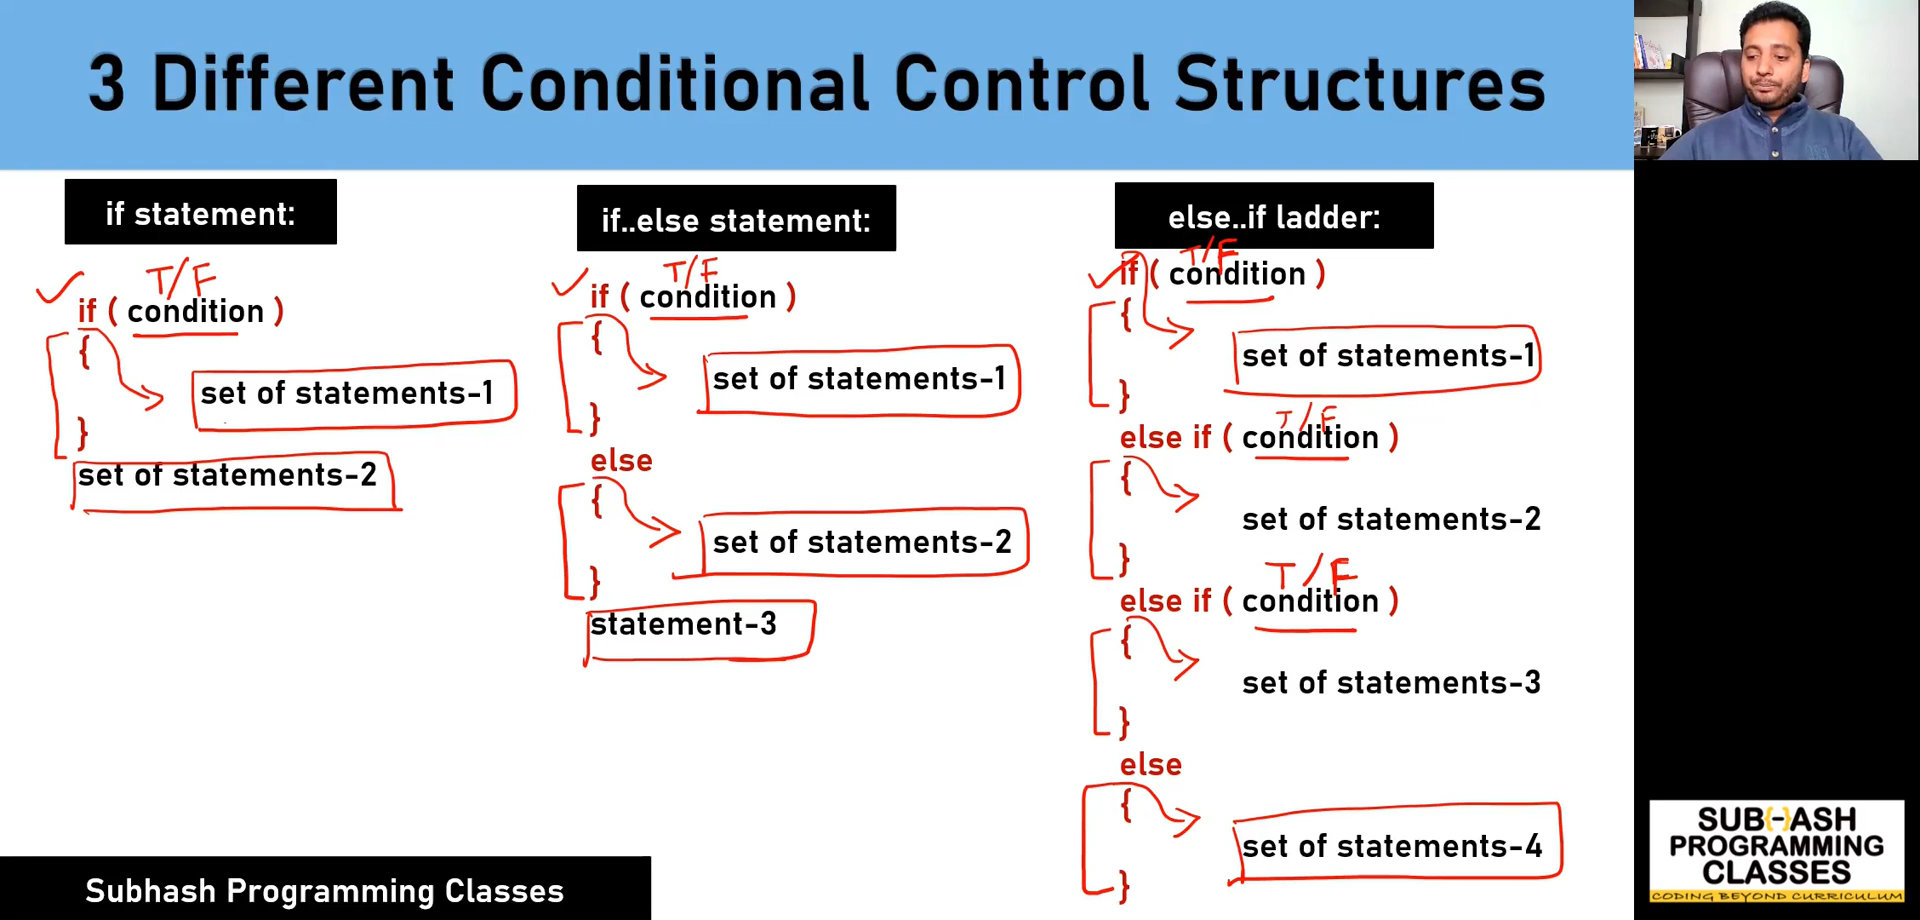 3 Different Conditional Control Structures
if statement:
T/F
if ( condition )
{
set of statements-1
}
set of statements-2
if..else statement:
T/F
if ( condition )
{
set of statements-1
}
else
{
set of statements-2
}
statement-3
else..if ladder:
T/F
if ( condition )
{
set of statements-1
}
T/F
else if ( condition )
{
set of statements-2
}
T/F
else if ( condition )
{
set of statements-3
}
else
{
set of statements-4
}
Subhash Programming Classes
SUB{-}ASH
PROGRAMMING
CLASSES
CODING BEYOND CURRICULUM